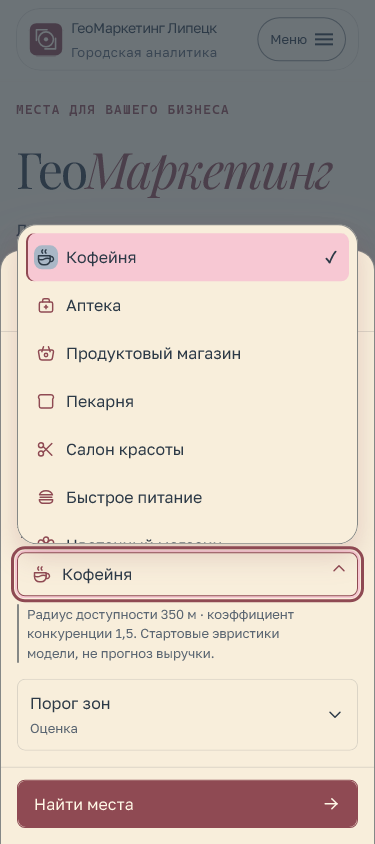 ГеоМаркетинг Липецк
Городская аналитика
Меню
МЕСТА ДЛЯ ВАШЕГО БИЗНЕСА
ГеоМаркетинг
Кофейня
Аптека
Продуктовый магазин
Пекарня
Салон красоты
Быстрое питание
Цветочный магазин
Кофейня
Радиус доступности 350 м · коэффициент
конкуренции 1,5. Стартовые эвристики
модели, не прогноз выручки.
Порог зон
Оценка
Найти места